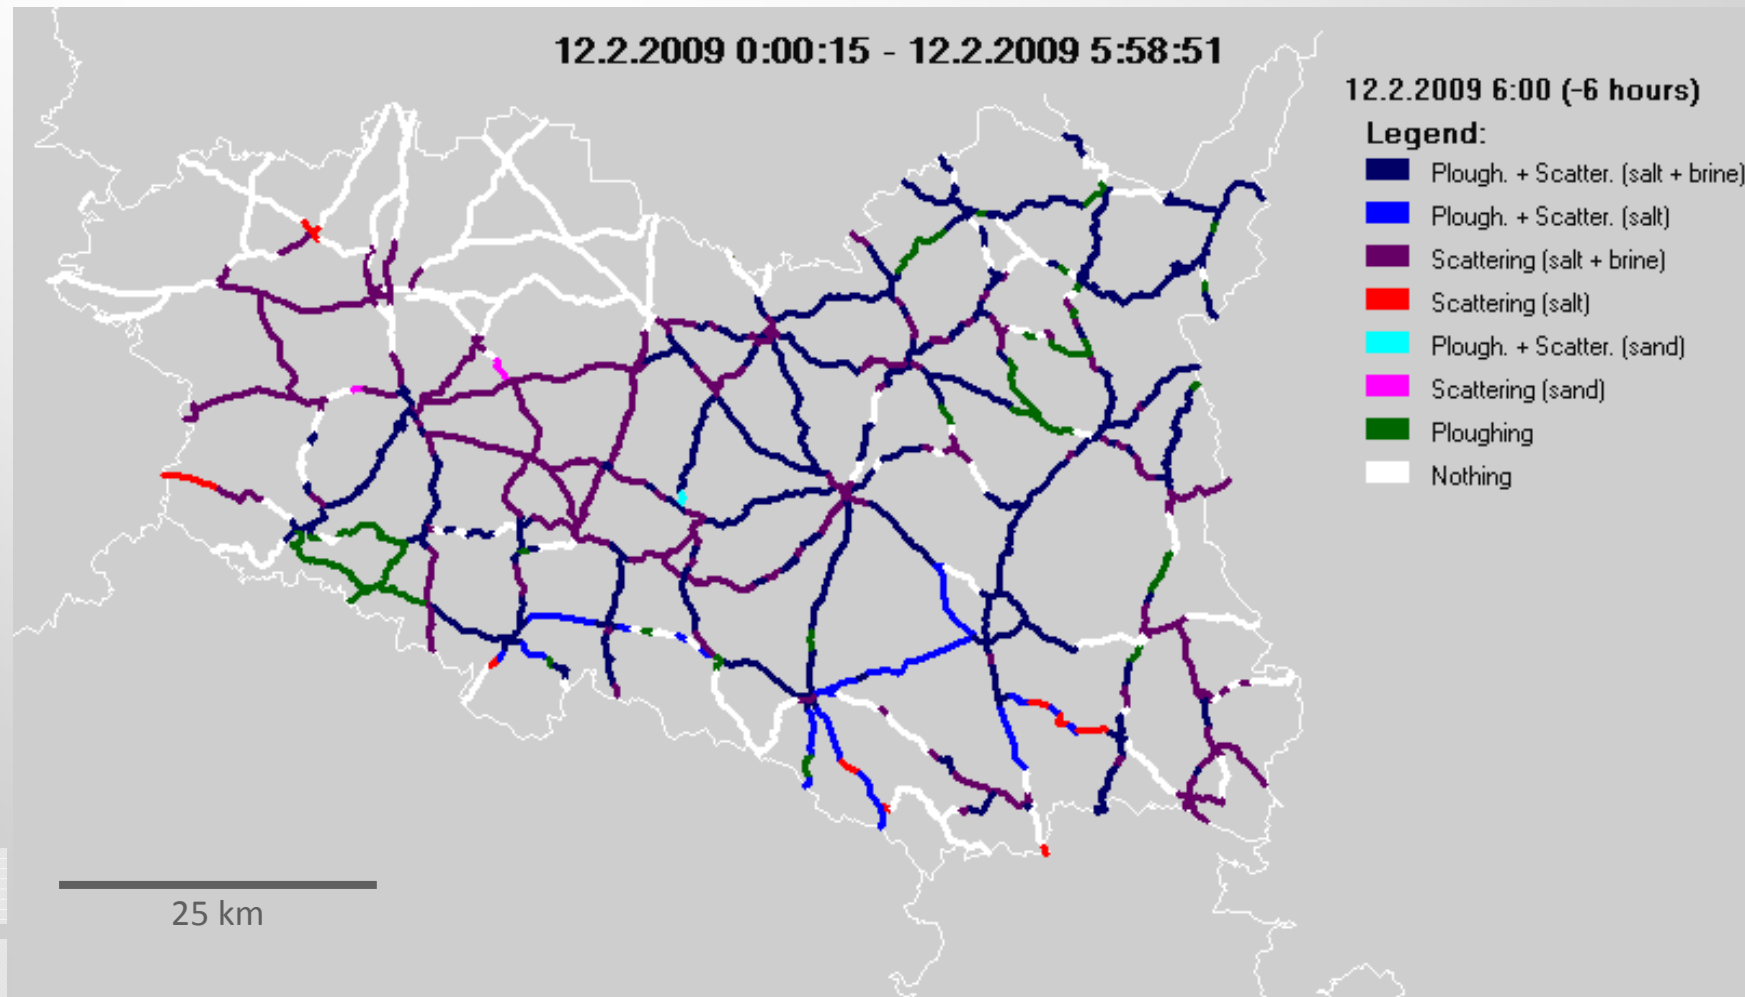 12.2.2009 0:00:15 - 12.2.2009 5:58:51
12.2.2009 6:00 (-6 hours)
Legend:
Plough. + Scatter. (salt + brine)
Plough. + Scatter. (salt)
Scattering (salt + brine)
Scattering (salt)
Plough. + Scatter. (sand)
Scattering (sand)
Ploughing
Nothing
25 km